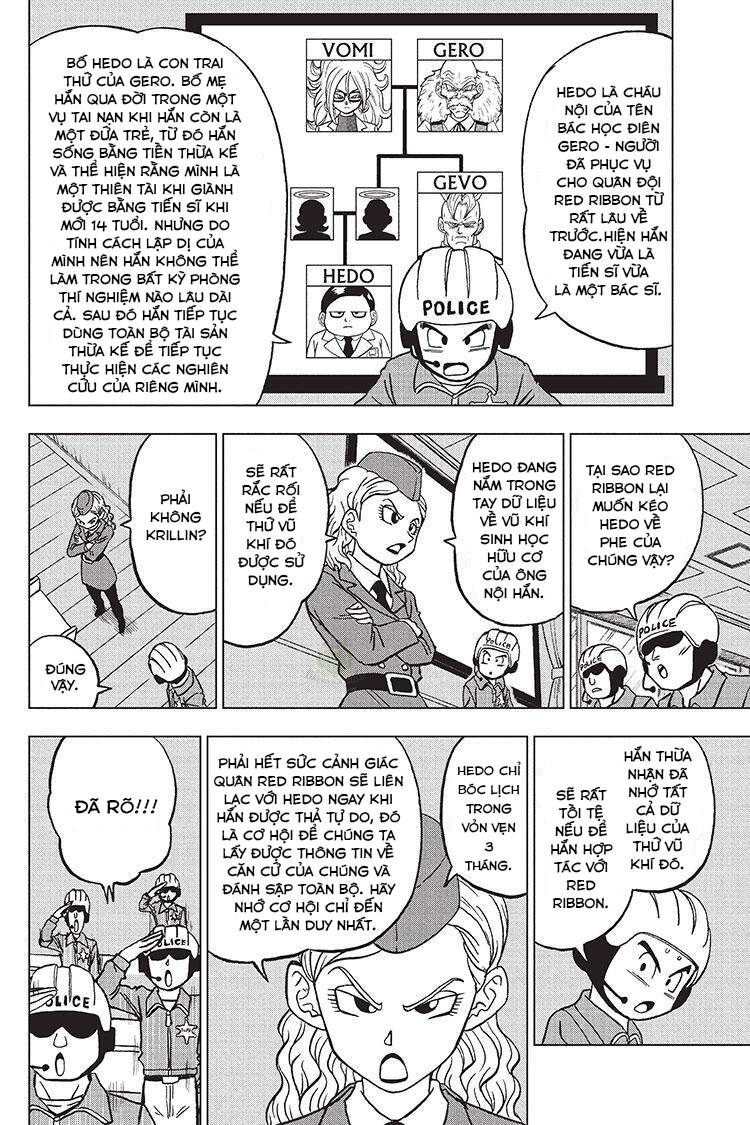 HEDO LÀ CHÁU
NỘI CỦA TÊN
BÁC HỌC ĐIÊN
GERO - NGƯỜI
ĐÃ PHỤC VỤ
CHO QUÂN ĐỘI
RED RIBBON TỪ
RẤT LÂU VỀ
TRƯỚC.HIỆN HẮN
ĐANG VỪA LÀ
TIẾN SĨ VỪA
LÀ MỘT BÁC SĨ.
VOMI
GERO
GEVO
HEDO
POLICE
BỐ HEDO LÀ CON TRAI
THỨ CỦA GERO. BỐ MẸ
HẮN QUA ĐỜI TRONG MỘT
VỤ TAI NẠN KHI HẮN CÒN LÀ
MỘT ĐỨA TRẺ, TỪ ĐÓ HẮN
SỐNG BẰNG TIỀN THỪA KẾ
VÀ THỂ HIỆN RẰNG MÌNH LÀ
MỘT THIÊN TÀI KHI GIÀNH
ĐƯỢC BẰNG TIẾN SĨ KHI
MỚI 14 TUỔI. NHƯNG DO
TÍNH CÁCH LẬP DỊ CỦA
MÌNH NÊN HẮN KHÔNG THỂ
LÀM TRONG BẤT KỲ PHÒNG
THÍ NGHIỆM NÀO LÂU DÀI
CẢ. SAU ĐÓ HẮN TIẾP TỤC
DÙNG TOÀN BỘ TÀI SẢN
THỪA KẾ ĐỂ TIẾP TỤC
THỰC HIỆN CÁC NGHIÊN
CỨU CỦA RIÊNG MÌNH.
TẠI SAO RED
RIBBON LẠI
MUỐN KÉO
HEDO VỀ
PHE CỦA
CHÚNG VẬY?
POLICE
POLICE
HEDO ĐANG
NẮM TRONG
TAY DỮ LIỆU
VỀ VŨ KHÍ
SINH HỌC
HỮU CƠ
CỦA ÔNG
NỘI HẮN.
SẼ RẤT
RẮC RỐI
NẾU ĐỂ
THỨ VŨ
KHÍ ĐÓ
ĐƯỢC SỬ
DỤNG.
POLICE
PHẢI
KHÔNG
KRILLIN?
ĐÚNG
VẬY.
HẮN THỪA
NHẬN ĐÃ
NHỚ TẤT
CẢ DỮ
LIỆU CỦA
THỨ VŨ
KHÍ ĐÓ.
SẼ RẤT
TỒI TỆ
NẾU ĐỂ
HẮN HỢP
TÁC VỚI
RED
RIBBON.
HEDO CHỈ
BÓC LỊCH
TRONG
VỎN VẸN
3
THÁNG.
PHẢI HẾT SỨC CẢNH GIÁC
QUÂN RED RIBBON SẼ LIÊN
LẠC VỚI HEDO NGAY KHI
HẮN ĐƯỢC THẢ TỰ DO, ĐÓ
LÀ CƠ HỘI ĐỂ CHÚNG TA
LẤY ĐƯỢC THÔNG TIN VỀ
CĂN CỨ CỦA CHÚNG VÀ
ĐÁNH SẬP TOÀN BỘ. HÃY
NHỚ CƠ HỘI CHỈ ĐẾN
MỘT LẦN DUY NHẤT.
ĐÃ RÕ!!!
POLICE
POLICE